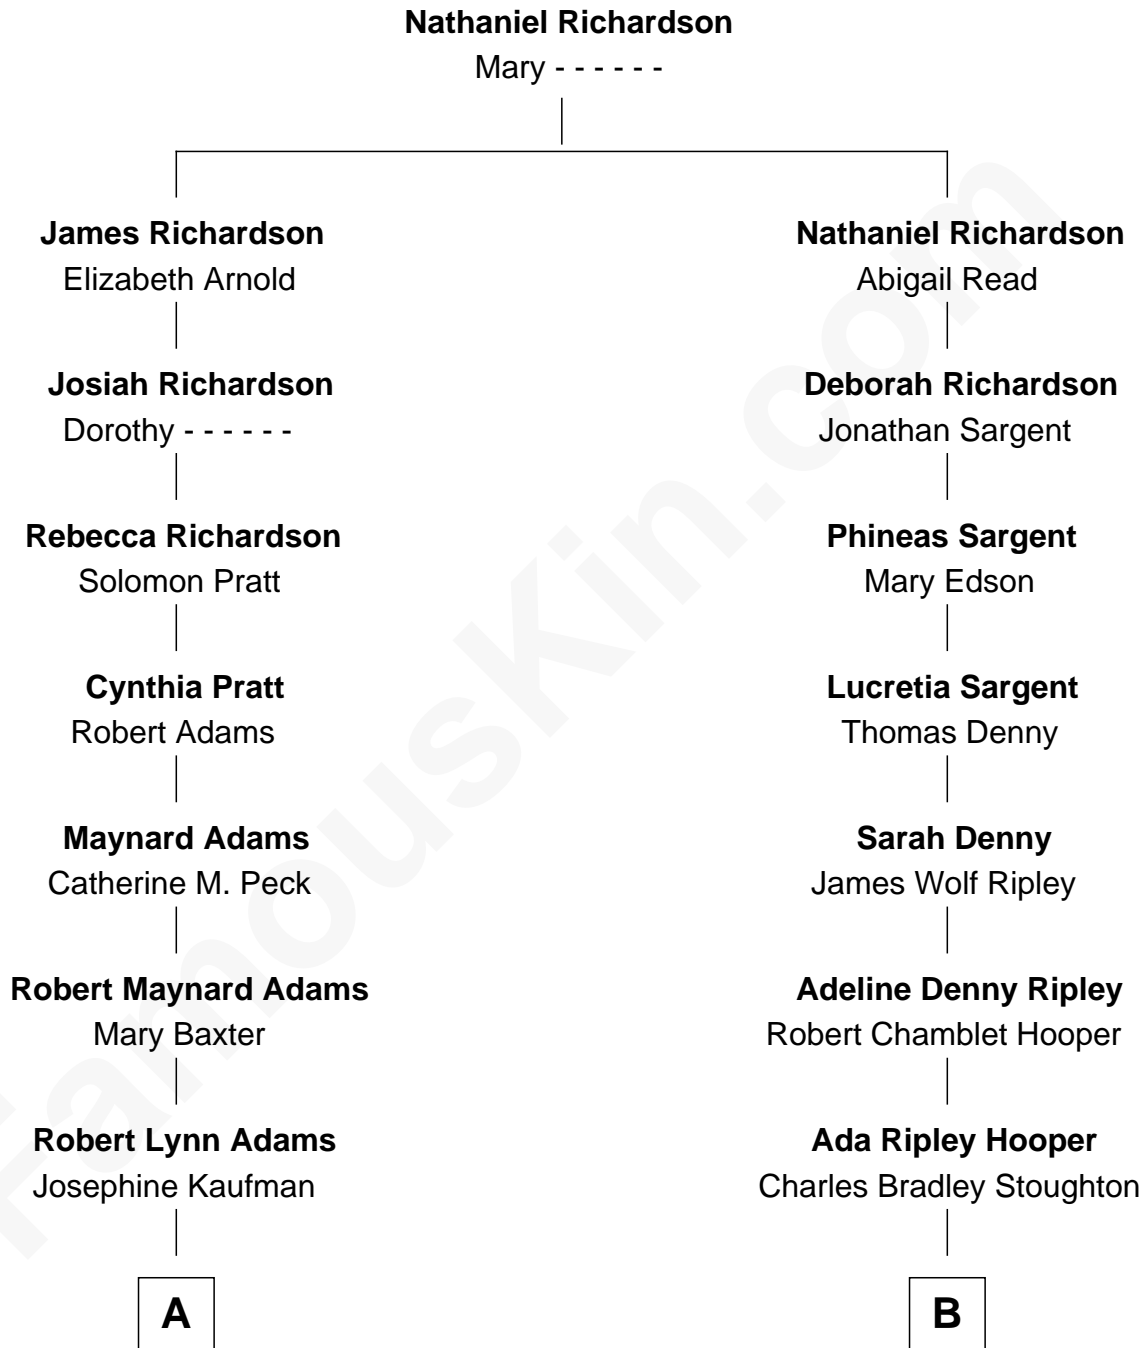 Nathaniel Richardson
Mary - - - - - -
James Richardson
Elizabeth Arnold
Nathaniel Richardson
Abigail Read
Josiah Richardson
Dorothy - - - - - -
Deborah Richardson
Jonathan Sargent
Rebecca Richardson
Solomon Pratt
Phineas Sargent
Mary Edson
Cynthia Pratt
Robert Adams
Lucretia Sargent
Thomas Denny
Maynard Adams
Catherine M. Peck
Sarah Denny
James Wolf Ripley
Robert Maynard Adams
Mary Baxter
Adeline Denny Ripley
Robert Chamblet Hooper
Robert Lynn Adams
Josephine Kaufman
Ada Ripley Hooper
Charles Bradley Stoughton
A
B
FamousKin.com